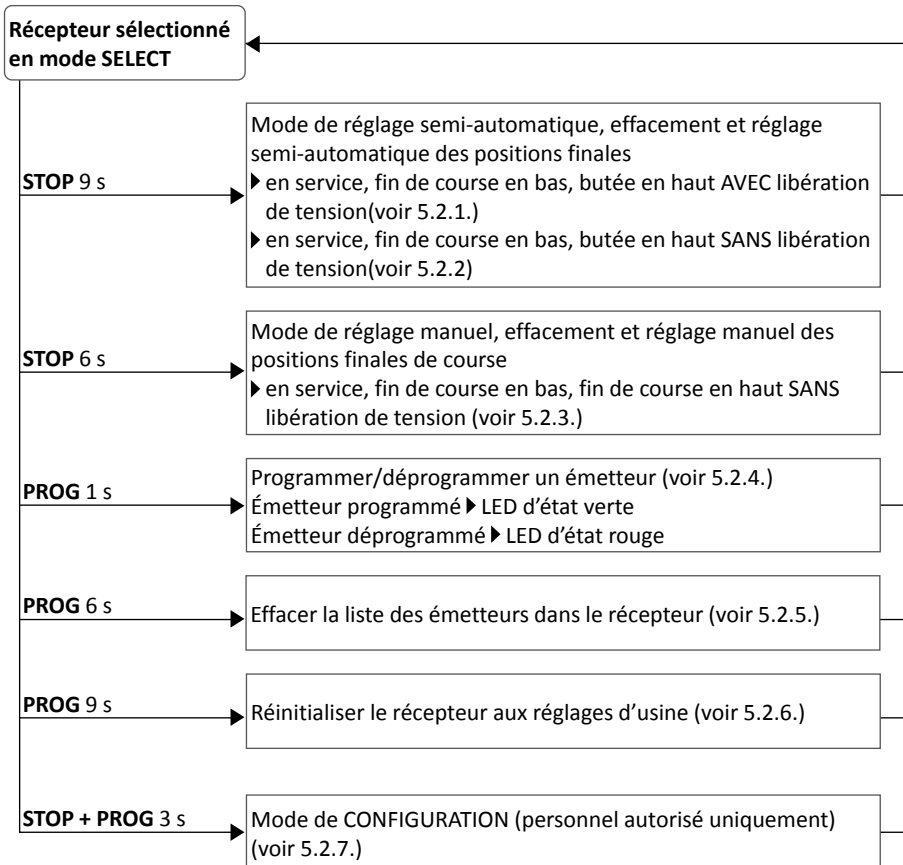 Récepteur sélectionné
en mode SELECT
STOP 9 s
Mode de réglage semi-automatique, effacement et réglage
semi-automatique des positions finales
en service, fin de course en bas, butée en haut AVEC libération
de tension(voir 5.2.1.)
en service, fin de course en bas, butée en haut SANS libération
de tension(voir 5.2.2)
STOP 6 s
Mode de réglage manuel, effacement et réglage manuel des
positions finales de course
en service, fin de course en bas, fin de course en haut SANS
libération de tension (voir 5.2.3.)
PROG 1 s
Programmer/déprogrammer un émetteur (voir 5.2.4.)
Émetteur programmé LED d’état verte
Émetteur déprogrammé LED d’état rouge
PROG 6 s
Effacer la liste des émetteurs dans le récepteur (voir 5.2.5.)
PROG 9 s
Réinitialiser le récepteur aux réglages d’usine (voir 5.2.6.)
STOP + PROG 3 s
Mode de CONFIGURATION (personnel autorisé uniquement)
(voir 5.2.7.)